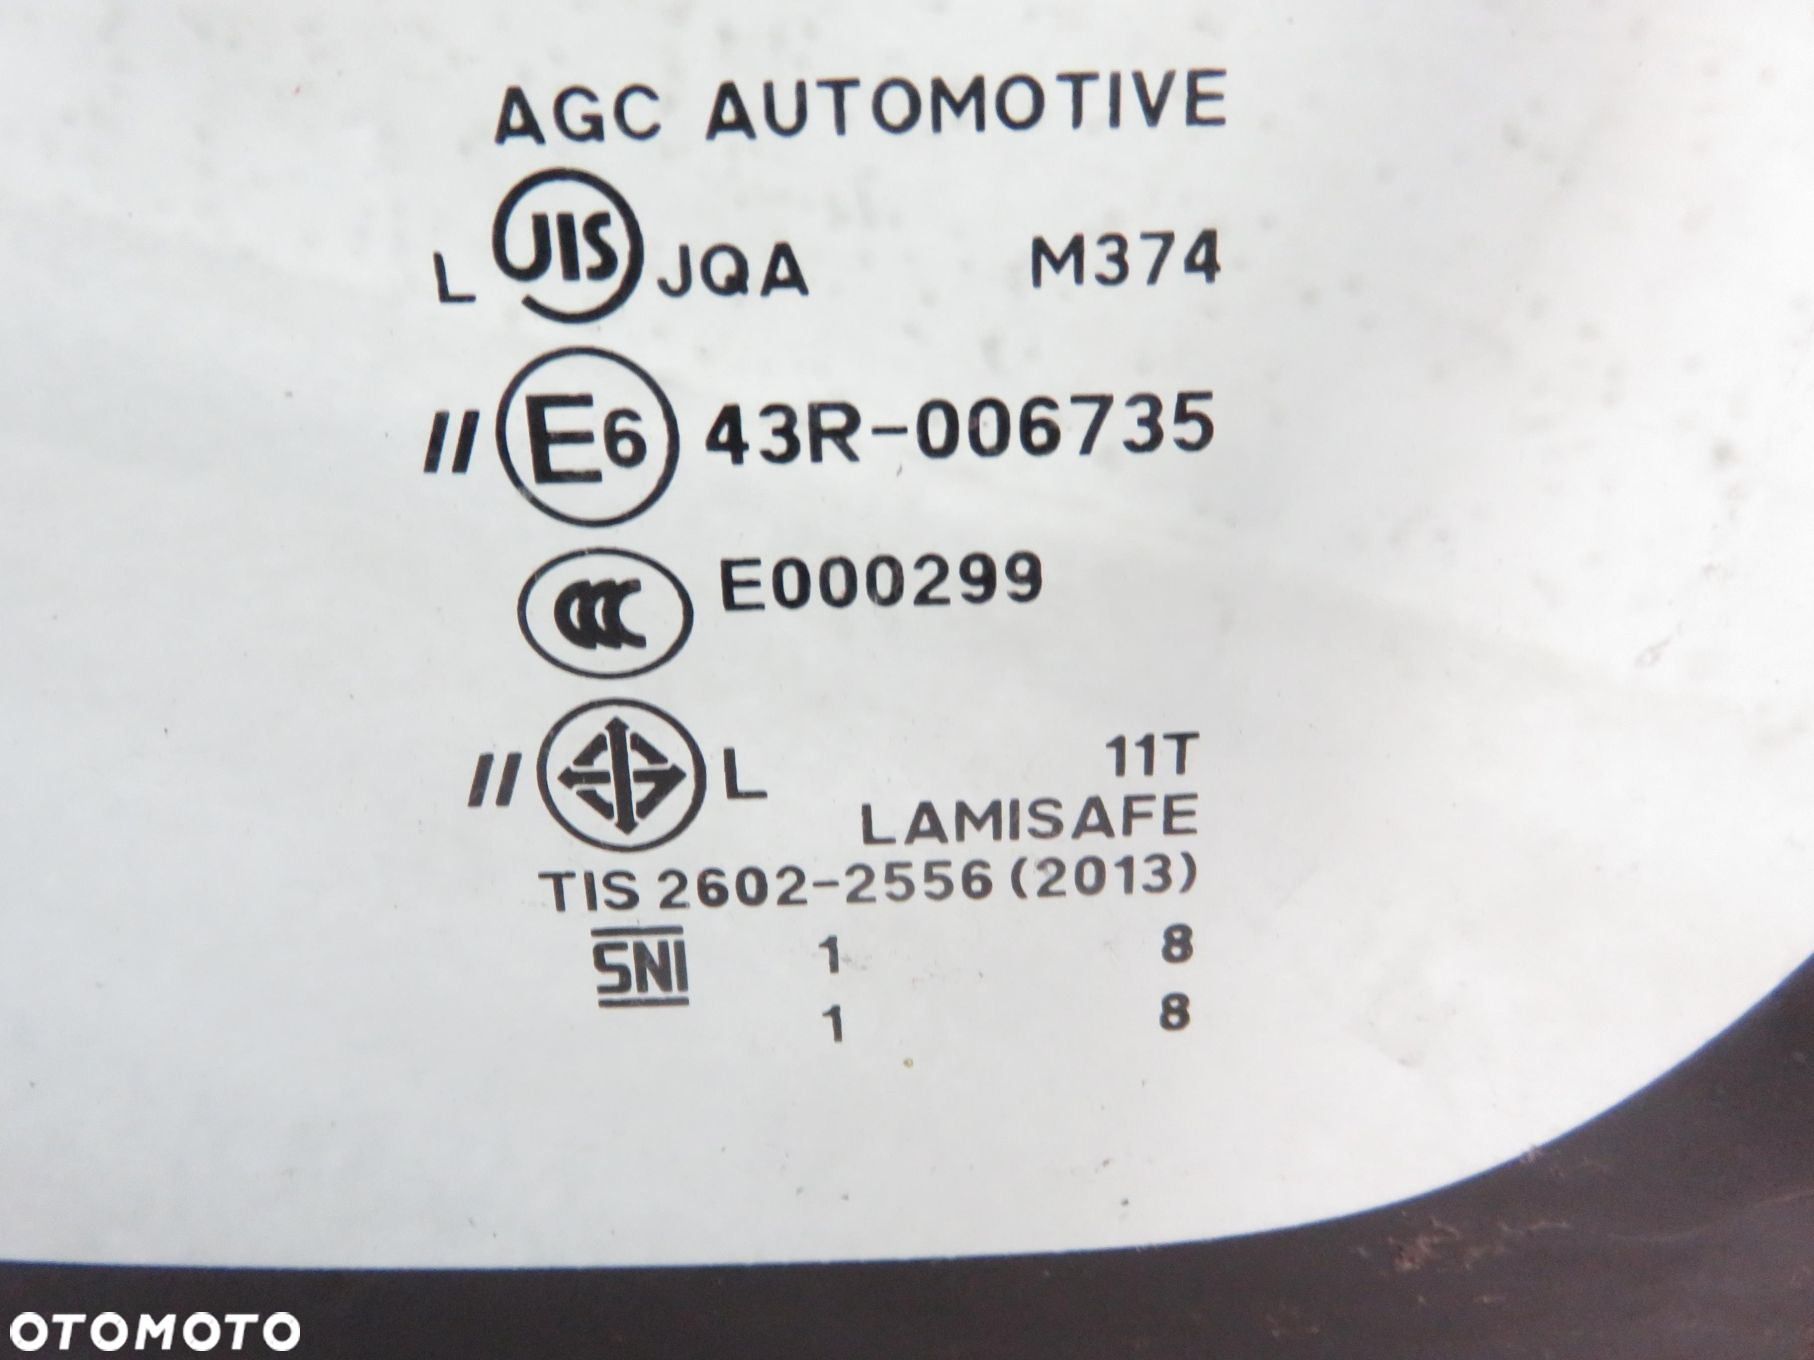 AGC AUTOMOTIVE
L JIS JQA M374
// E6 43R-006735
CCC E000299
// L 11T
LAMISAFE
TIS 2602-2556 (2013)
SNI 1 8
1 8
OTOMOTO